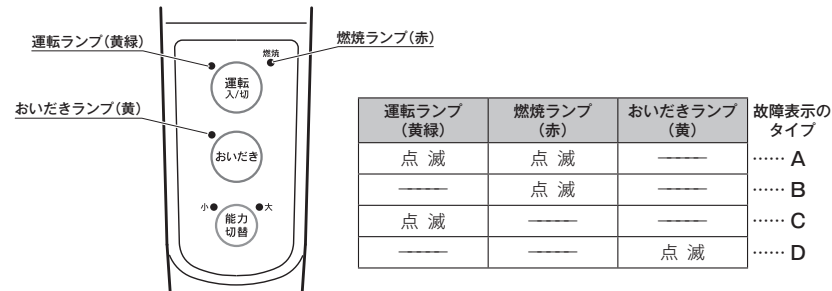 運転ランプ(黄緑)
燃焼ランプ(赤)
燃焼
運転
入/切
おいだきランプ(黄)
おいだき
小 大
能力
切替
運転ランプ
(黄緑)
燃焼ランプ
(赤)
おいだきランプ
(黄)
故障表示の
タイプ
点 滅 点 滅 ──── …… A
──── 点 滅 ──── …… B
点 滅 ──── ──── …… C
──── ──── 点 滅 …… D